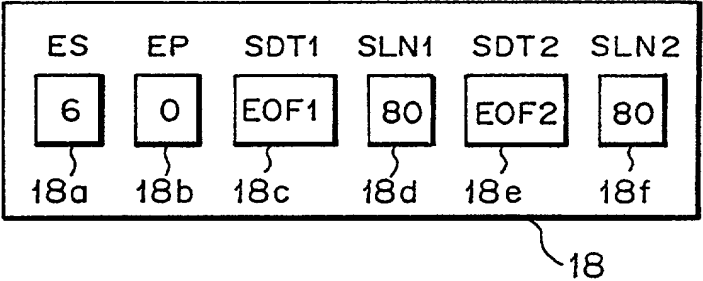 ES EP SDT1 SLN1 SDT2 SLN2
6 0 EOF1 80 EOF2 80
18a 18b 18c 18d 18e 18f
18